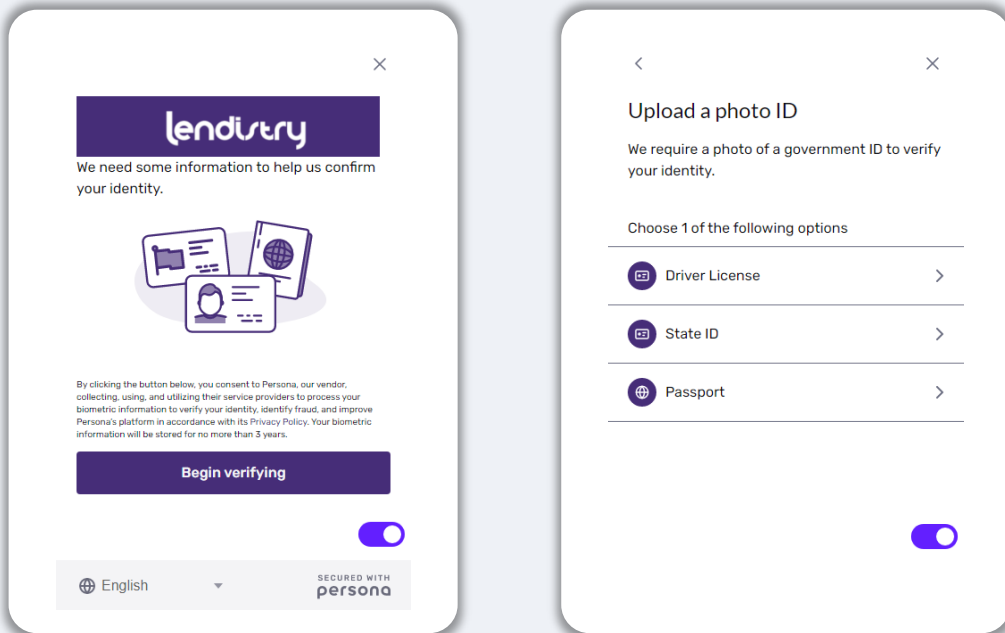 lendistry
We need some information to help us confirm
your identity.
By clicking the button below, you consent to Persona, our vendor,
collecting, using, and utilizing their service providers to process your
biometric information to verify your identity, identify fraud, and improve
Persona's platform in accordance with its Privacy Policy. Your biometric
information will be stored for no more than 3 years.
Begin verifying
English
SECURED WITH
persona
Upload a photo ID
We require a photo of a government ID to verify
your identity.
Choose 1 of the following options
Driver License
State ID
Passport